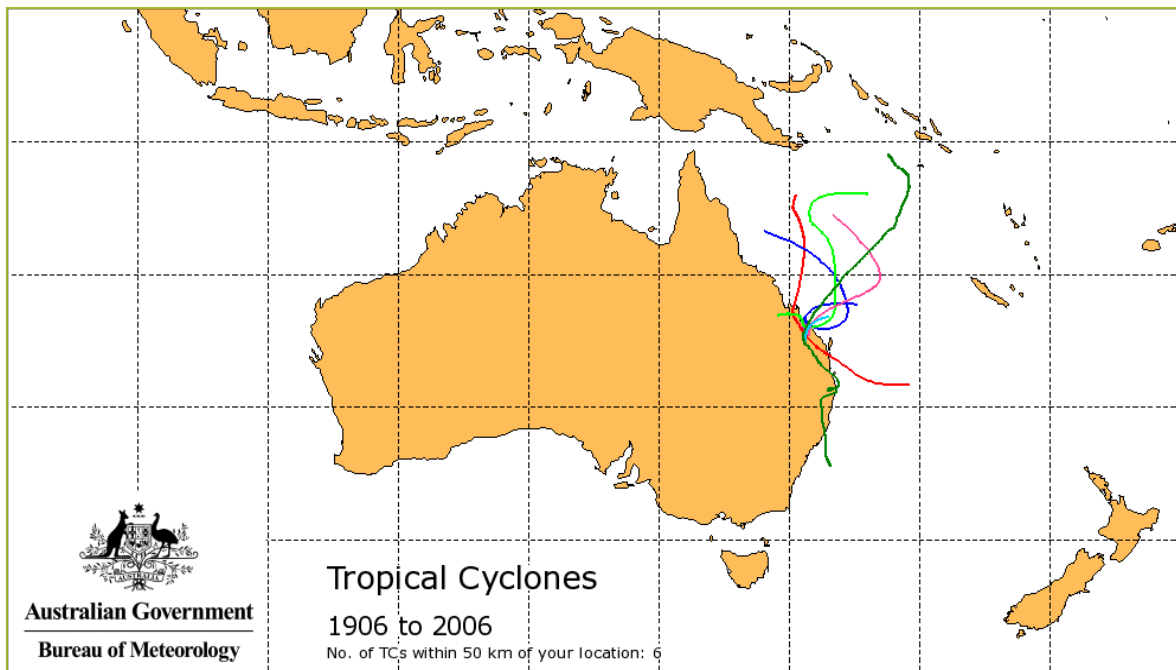 AUSTRALIA
Australian Government
Bureau of Meteorology
Tropical Cyclones
1906 to 2006
No. of TCs within 50 km of your location: 6